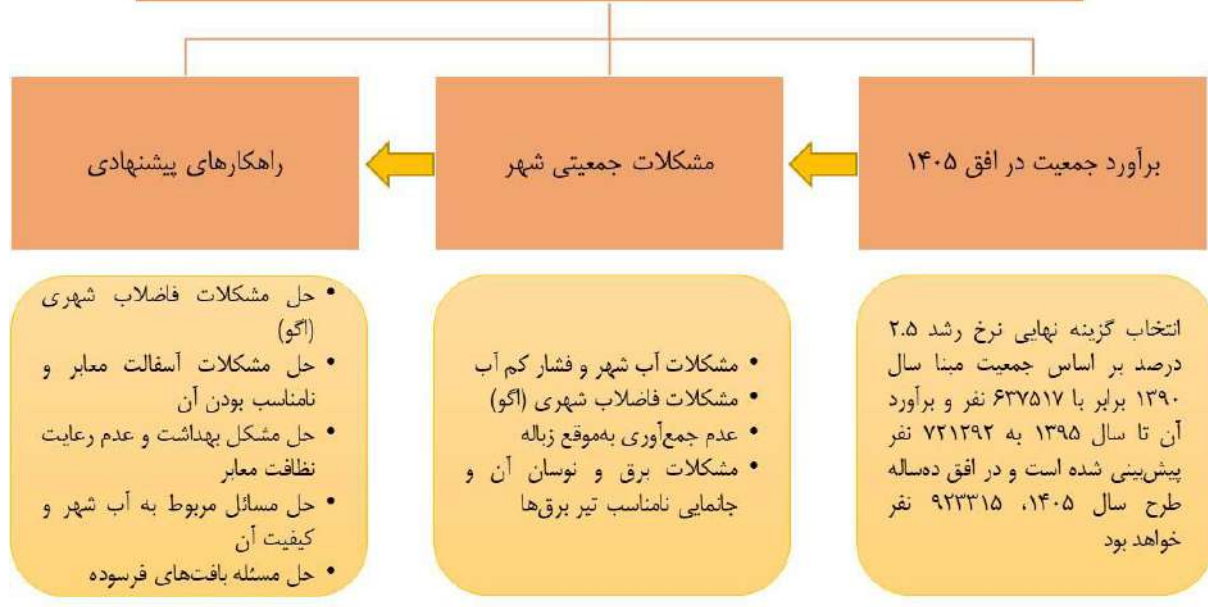 برآورد جمعیت در افق ۱۴۰۵
مشکلات جمعیتی شهر
راهکارهای پیشنهادی
انتخاب گزینه نهایی نرخ رشد ۲.۵
درصد بر اساس جمعیت مبنا سال
۱۳۹۰ برابر با ۶۳۷۵۱۷ نفر و برآورد
آن تا سال ۱۳۹۵ به ۷۲۱۲۹۲ نفر
پیش‌بینی شده است و در افق ده‌ساله
طرح سال ۱۴۰۵، ۹۲۳۳۱۵ نفر
خواهد بود
• مشکلات آب شهر و فشار کم آب
• مشکلات فاضلاب شهری (اگو)
• عدم جمع‌آوری به‌موقع زباله
• مشکلات برق و نوسان آن و
جانمایی نامناسب تیر برق‌ها
• حل مشکلات فاضلاب شهری
(اگو)
• حل مشکلات آسفالت معابر و
نامناسب بودن آن
• حل مشکل بهداشت و عدم رعایت
نظافت معابر
• حل مسائل مربوط به آب شهر و
کیفیت آن
• حل مسئله بافت‌های فرسوده